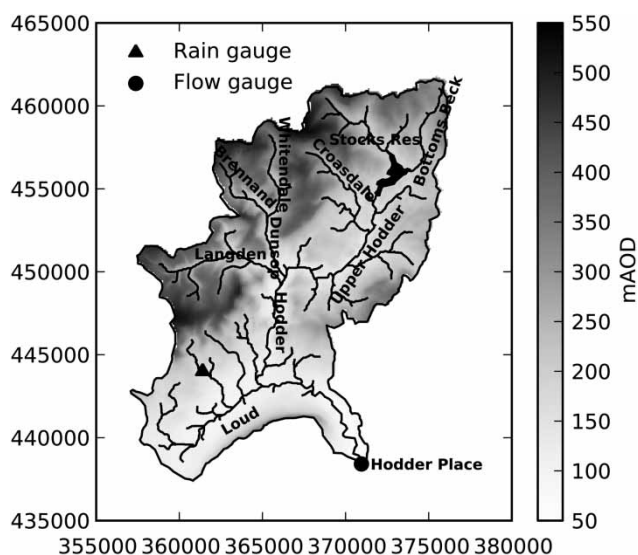 465000
460000
455000
450000
445000
440000
435000
Rain gauge
Flow gauge
Whitendale
Brennand
Croasdale
Stocks Res
Bottoms Beck
Langden
Dunsop
Upper Hodder
Hodder
Loud
Hodder Place
355000 360000 365000 370000 375000 380000
550
500
450
400
350
300
250
200
150
100
50
mAOD